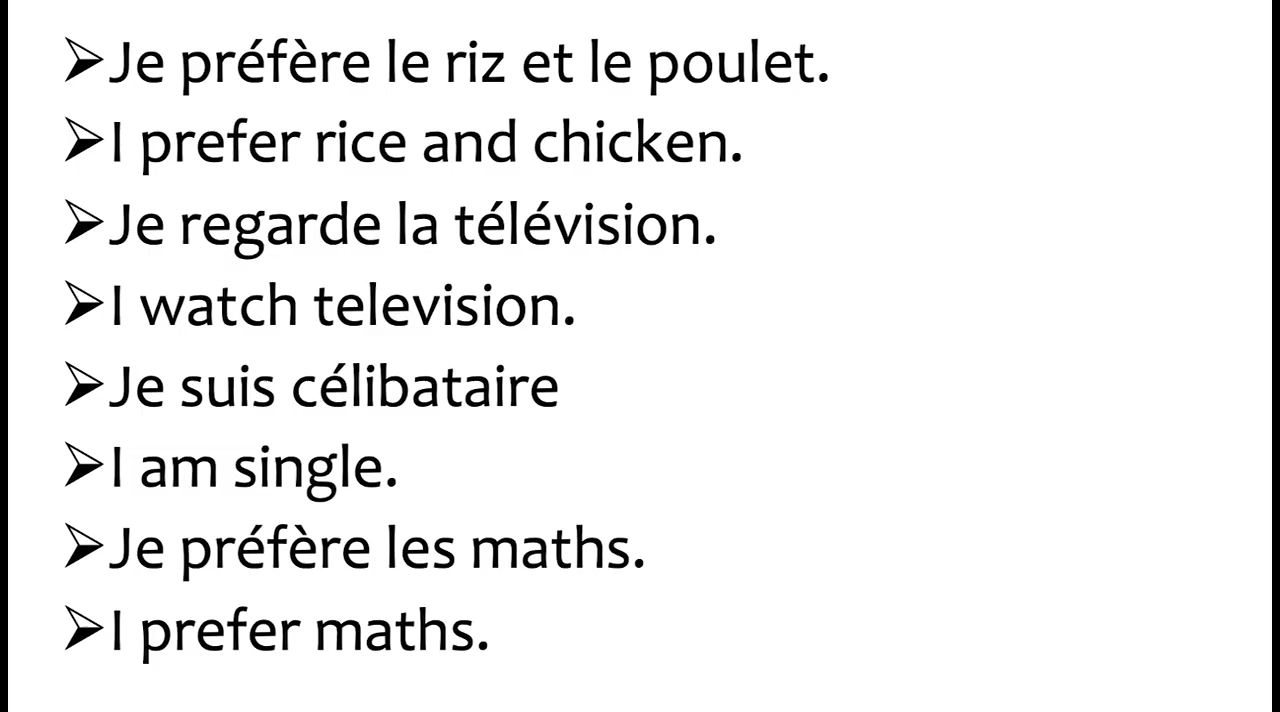 ➢Je préfère le riz et le poulet.
➢I prefer rice and chicken.
➢Je regarde la télévision.
➢I watch television.
➢Je suis célibataire
➢I am single.
➢Je préfère les maths.
➢I prefer maths.